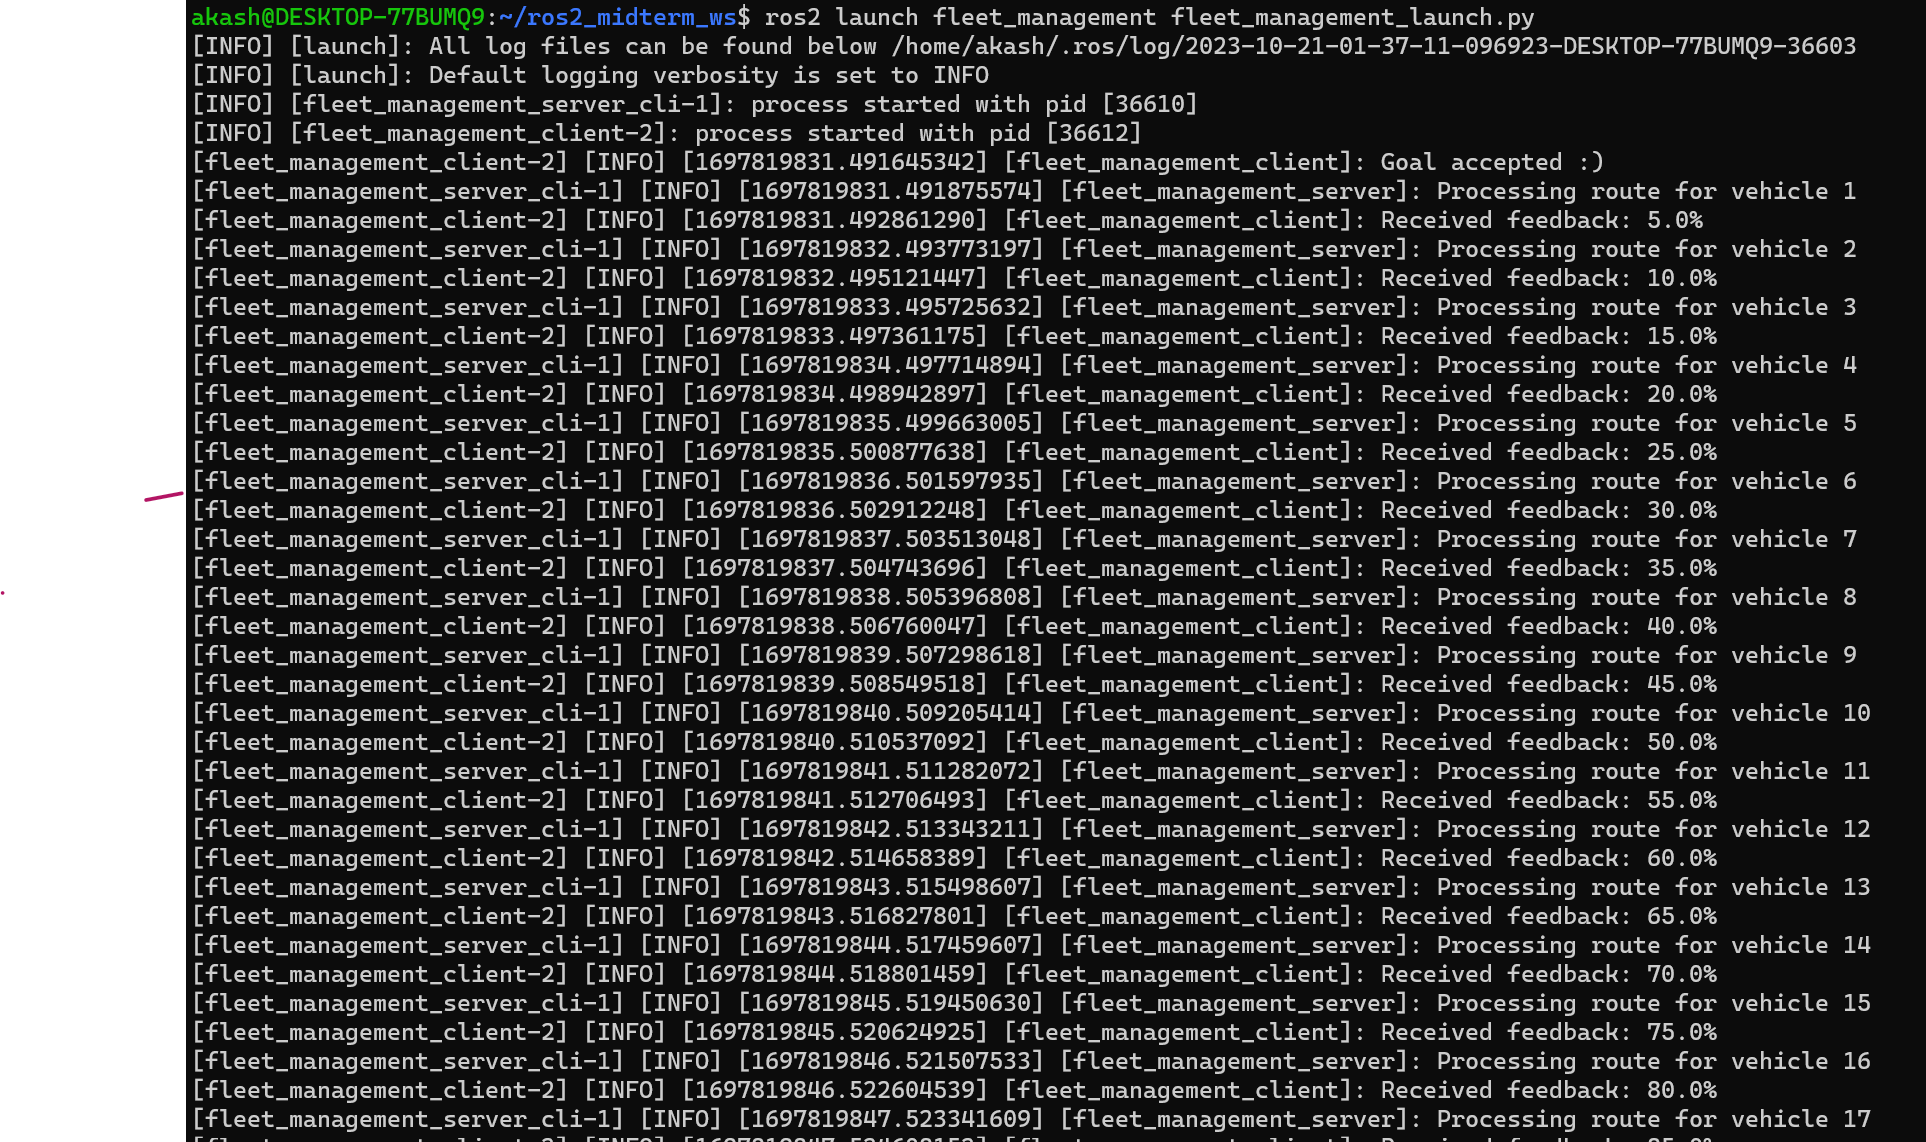 akash@DESKTOP-77BUMQ9:~/ros2_midterm_ws$ ros2 launch fleet_management fleet_management_launch.py
[INFO] [launch]: All log files can be found below /home/akash/.ros/log/2023-10-21-01-37-11-096923-DESKTOP-77BUMQ9-36603
[INFO] [launch]: Default logging verbosity is set to INFO
[INFO] [fleet_management_server_cli-1]: process started with pid [36610]
[INFO] [fleet_management_client-2]: process started with pid [36612]
[fleet_management_client-2] [INFO] [1697819831.491645342] [fleet_management_client]: Goal accepted :)
[fleet_management_server_cli-1] [INFO] [1697819831.491875574] [fleet_management_server]: Processing route for vehicle 1
[fleet_management_client-2] [INFO] [1697819831.492861290] [fleet_management_client]: Received feedback: 5.0%
[fleet_management_server_cli-1] [INFO] [1697819832.493773197] [fleet_management_server]: Processing route for vehicle 2
[fleet_management_client-2] [INFO] [1697819832.495121447] [fleet_management_client]: Received feedback: 10.0%
[fleet_management_server_cli-1] [INFO] [1697819833.495725632] [fleet_management_server]: Processing route for vehicle 3
[fleet_management_client-2] [INFO] [1697819833.497361175] [fleet_management_client]: Received feedback: 15.0%
[fleet_management_server_cli-1] [INFO] [1697819834.497714894] [fleet_management_server]: Processing route for vehicle 4
[fleet_management_client-2] [INFO] [1697819834.498942897] [fleet_management_client]: Received feedback: 20.0%
[fleet_management_server_cli-1] [INFO] [1697819835.499663005] [fleet_management_server]: Processing route for vehicle 5
[fleet_management_client-2] [INFO] [1697819835.500877638] [fleet_management_client]: Received feedback: 25.0%
[fleet_management_server_cli-1] [INFO] [1697819836.501597935] [fleet_management_server]: Processing route for vehicle 6
[fleet_management_client-2] [INFO] [1697819836.502912248] [fleet_management_client]: Received feedback: 30.0%
[fleet_management_server_cli-1] [INFO] [1697819837.503513048] [fleet_management_server]: Processing route for vehicle 7
[fleet_management_client-2] [INFO] [1697819837.504743696] [fleet_management_client]: Received feedback: 35.0%
[fleet_management_server_cli-1] [INFO] [1697819838.505396808] [fleet_management_server]: Processing route for vehicle 8
[fleet_management_client-2] [INFO] [1697819838.506760047] [fleet_management_client]: Received feedback: 40.0%
[fleet_management_server_cli-1] [INFO] [1697819839.507298618] [fleet_management_server]: Processing route for vehicle 9
[fleet_management_client-2] [INFO] [1697819839.508549518] [fleet_management_client]: Received feedback: 45.0%
[fleet_management_server_cli-1] [INFO] [1697819840.509205414] [fleet_management_server]: Processing route for vehicle 10
[fleet_management_client-2] [INFO] [1697819840.510537092] [fleet_management_client]: Received feedback: 50.0%
[fleet_management_server_cli-1] [INFO] [1697819841.511282072] [fleet_management_server]: Processing route for vehicle 11
[fleet_management_client-2] [INFO] [1697819841.512706493] [fleet_management_client]: Received feedback: 55.0%
[fleet_management_server_cli-1] [INFO] [1697819842.513343211] [fleet_management_server]: Processing route for vehicle 12
[fleet_management_client-2] [INFO] [1697819842.514658389] [fleet_management_client]: Received feedback: 60.0%
[fleet_management_server_cli-1] [INFO] [1697819843.515498607] [fleet_management_server]: Processing route for vehicle 13
[fleet_management_client-2] [INFO] [1697819843.516827801] [fleet_management_client]: Received feedback: 65.0%
[fleet_management_server_cli-1] [INFO] [1697819844.517459607] [fleet_management_server]: Processing route for vehicle 14
[fleet_management_client-2] [INFO] [1697819844.518801459] [fleet_management_client]: Received feedback: 70.0%
[fleet_management_server_cli-1] [INFO] [1697819845.519450630] [fleet_management_server]: Processing route for vehicle 15
[fleet_management_client-2] [INFO] [1697819845.520624925] [fleet_management_client]: Received feedback: 75.0%
[fleet_management_server_cli-1] [INFO] [1697819846.521507533] [fleet_management_server]: Processing route for vehicle 16
[fleet_management_client-2] [INFO] [1697819846.522604539] [fleet_management_client]: Received feedback: 80.0%
[fleet_management_server_cli-1] [INFO] [1697819847.523341609] [fleet_management_server]: Processing route for vehicle 17